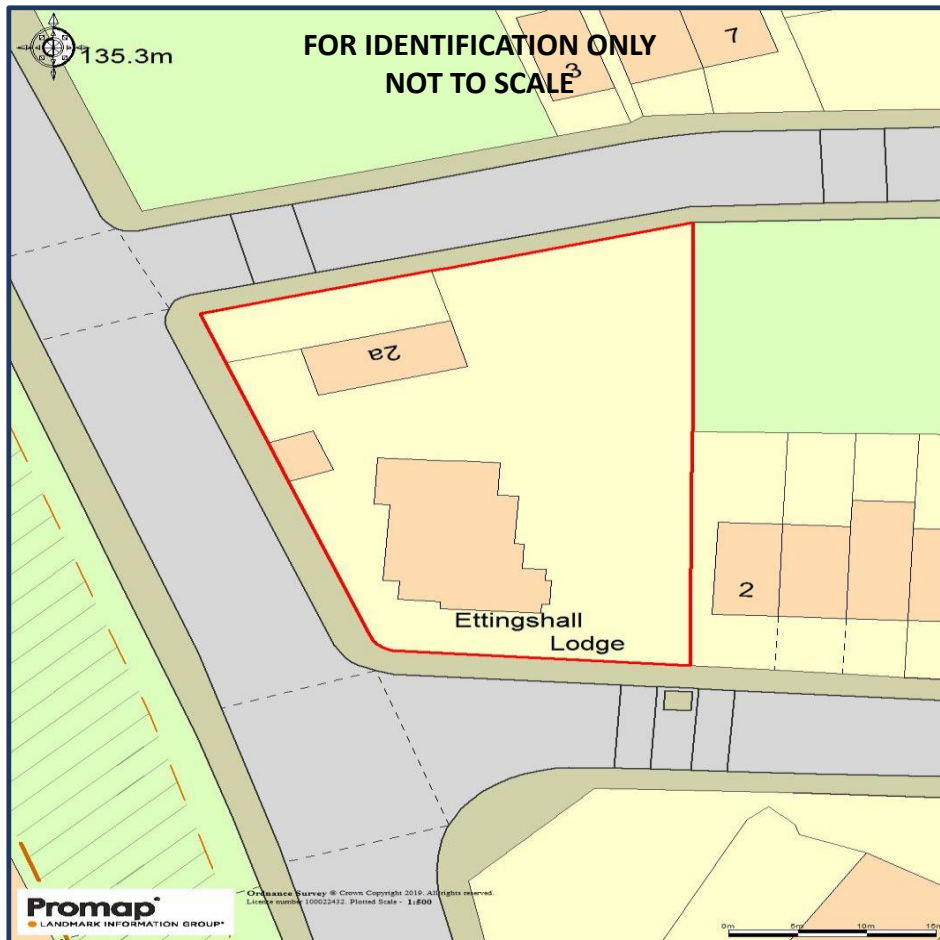 135.3m
FOR IDENTIFICATION ONLY
NOT TO SCALE
3
7
2a
2
Ettingshall
Lodge
Promap
LANDMARK INFORMATION GROUP
Ordnance Survey © Crown Copyright 2019. All rights reserved.
Licence number 100022432. Plotted Scale - 1:500
0m 5m 10m 15m